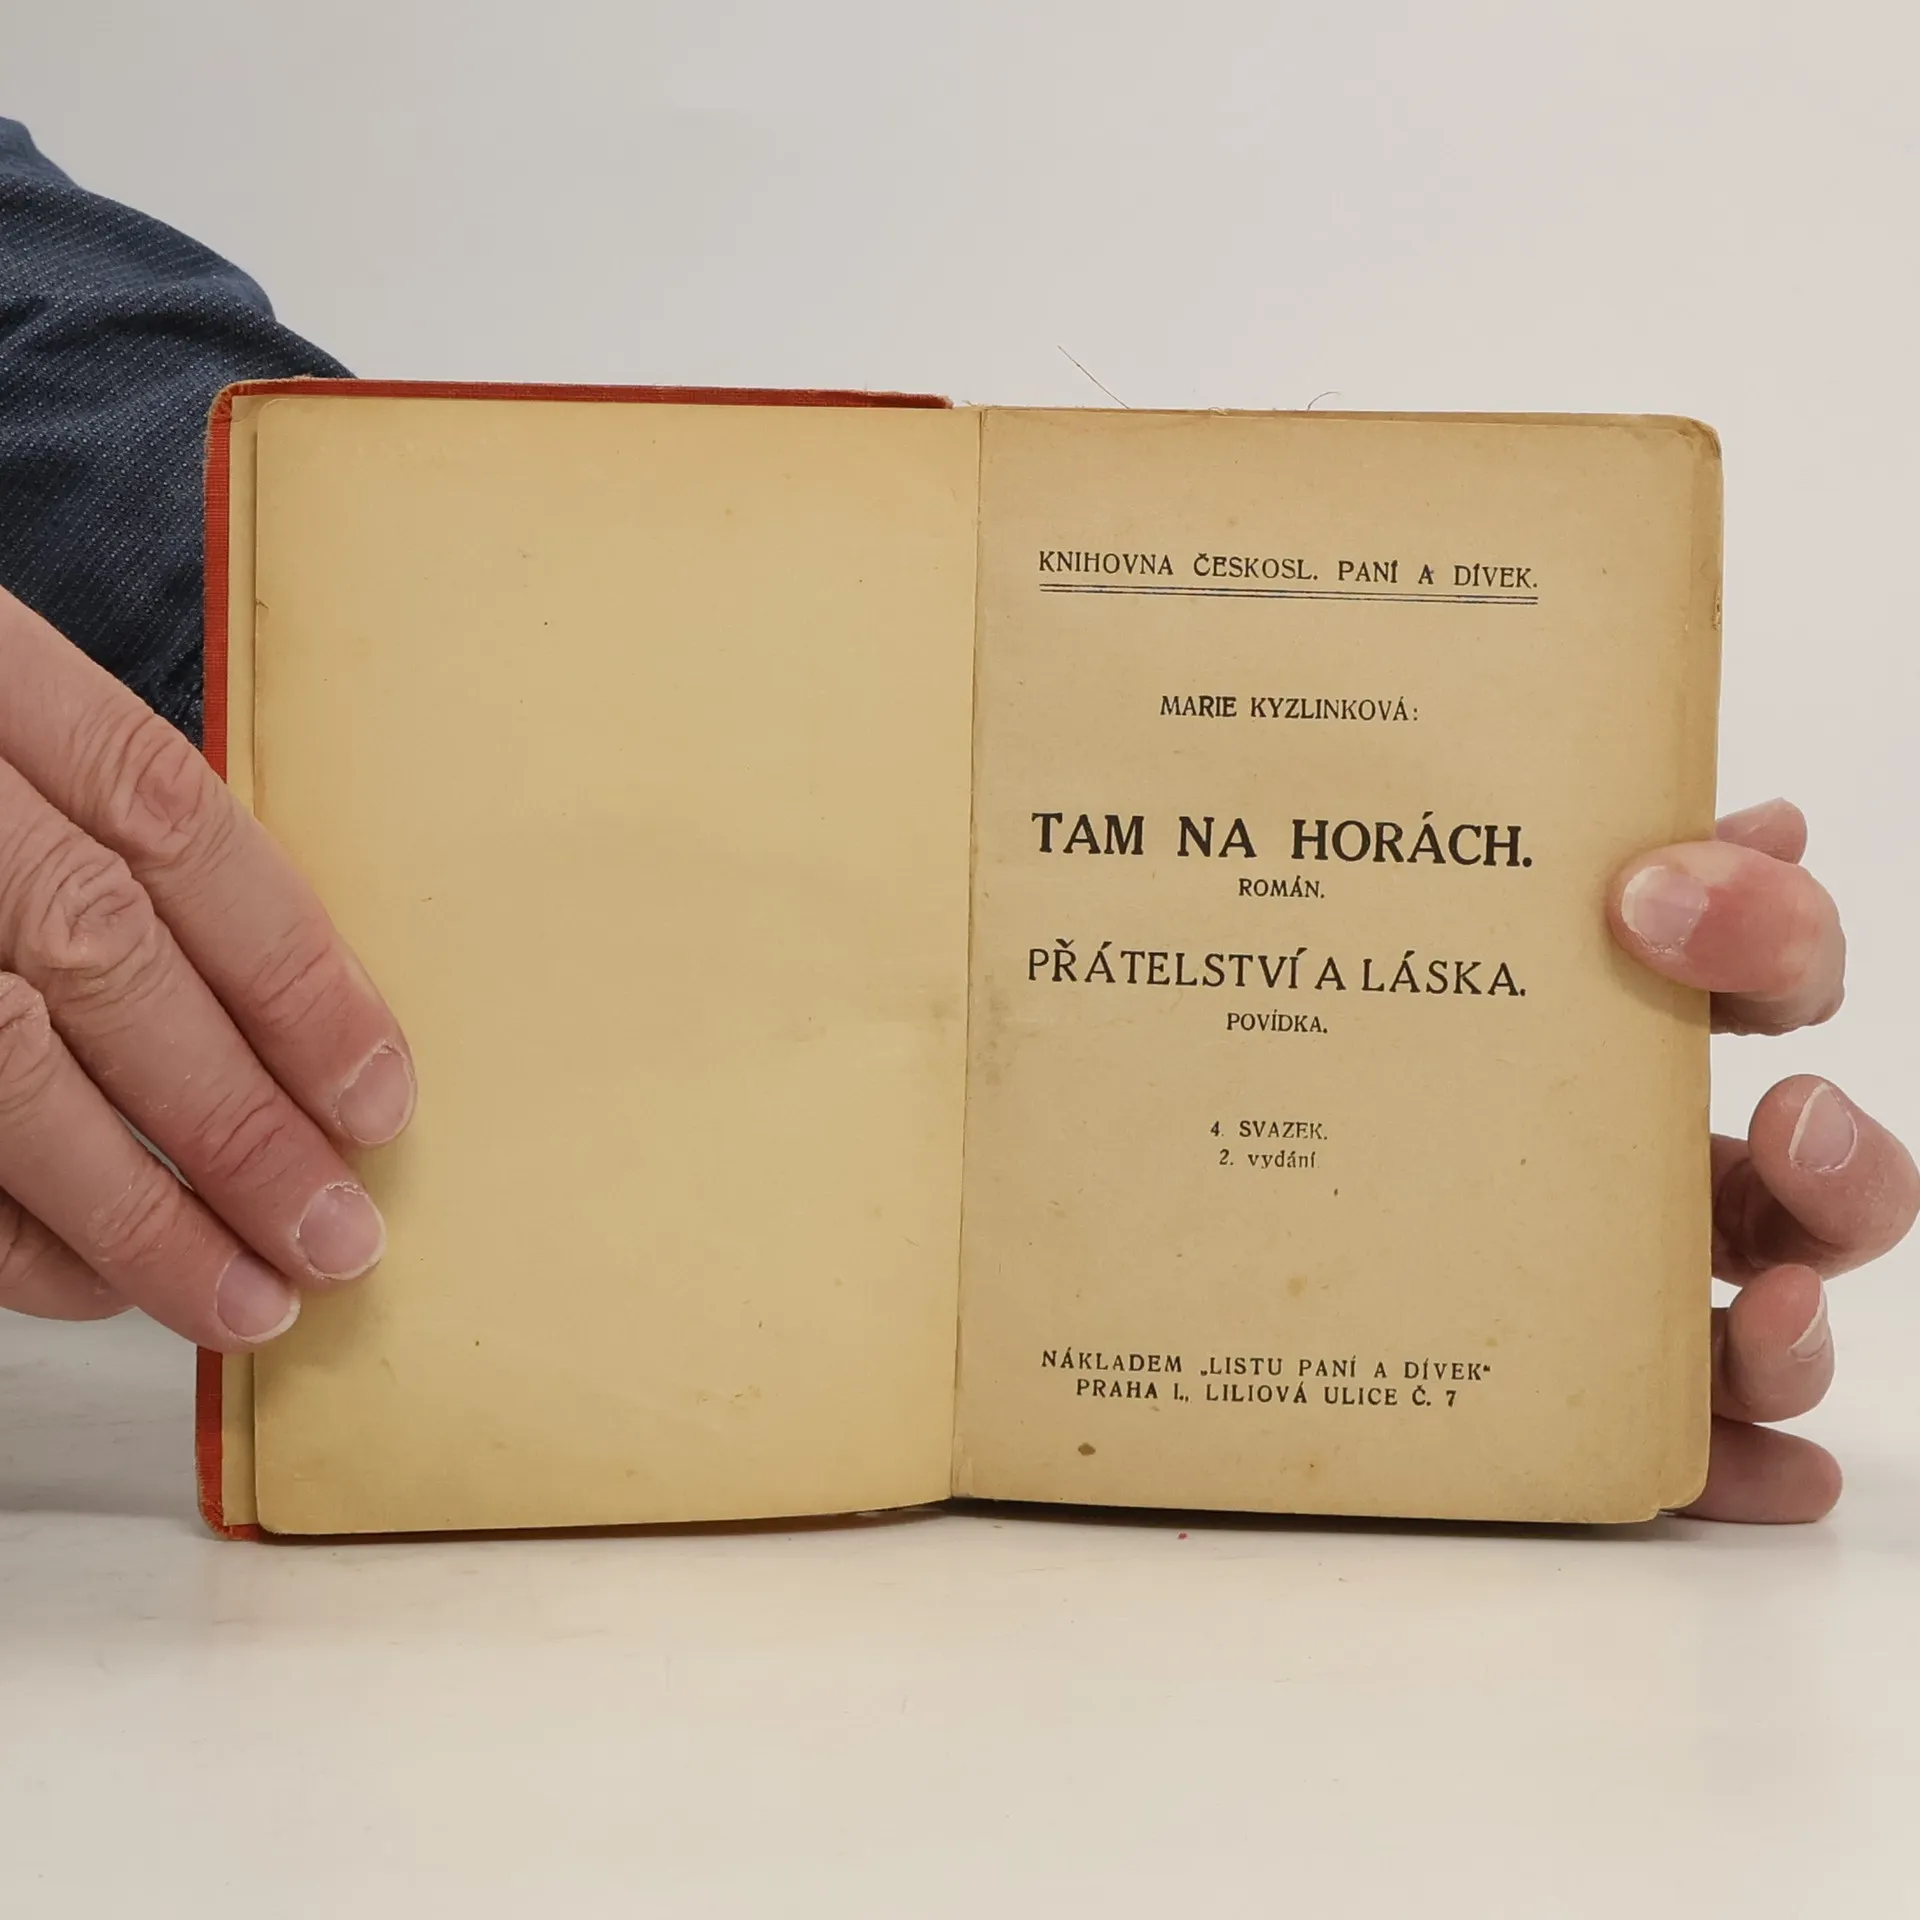 KNIHOVNA ČESKOSL. PANÍ A DÍVEK.
MARIE KYZLINKOVÁ:
TAM NA HORÁCH.
ROMÁN.
PŘÁTELSTVÍ A LÁSKA.
POVÍDKA.
4. SVAZEK.
2. vydání
NÁKLADEM „LISTU PANÍ A DÍVEK“
PRAHA I., LILIOVÁ ULICE Č. 7